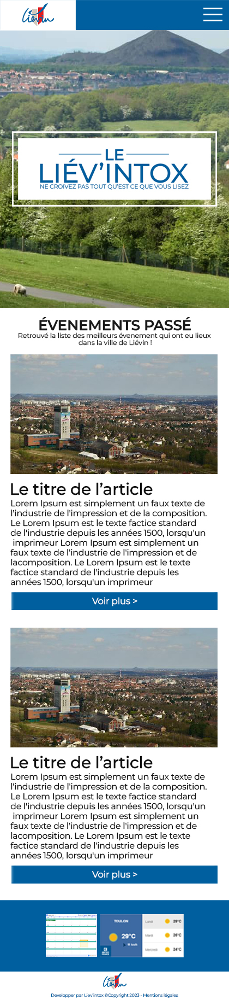 Liévin
LE
LIÉV'INTOX
NE CROIVEZ PAS TOUT QU'EST CE QUE VOUS LISEZ
ÉVENEMENTS PASSÉ
Retrouvé la liste des meilleurs évenement qui ont eu lieux
dans la ville de Liévin !
Le titre de l'article
Lorem Ipsum est simplement un faux texte de
l'industrie de l'impression et de la composition.
Le Lorem Ipsum est le texte factice standard
de l'industrie depuis les années 1500, lorsqu'un
imprimeur Lorem Ipsum est simplement un
faux texte de l'industrie de l'impression et de
lacomposition. Le Lorem Ipsum est le texte
factice standard de l'industrie depuis les
années 1500, lorsqu'un imprimeur
Voir plus >
Le titre de l'article
Lorem Ipsum est simplement un faux texte de
l'industrie de l'impression et de la composition.
Le Lorem Ipsum est le texte factice standard
de l'industrie depuis les années 1500, lorsqu'un
imprimeur Lorem Ipsum est simplement un
faux texte de l'industrie de l'impression et de
lacomposition. Le Lorem Ipsum est le texte
factice standard de l'industrie depuis les
années 1500, lorsqu'un imprimeur
Voir plus >
TOULON
29°C
11 km/h
METEO FRANCE
Lundi 29°C
Mardi 26°C
Mercredi 24°C
Liévin
Developper par Liev'intox ©Copyright 2023 - Mentions légales